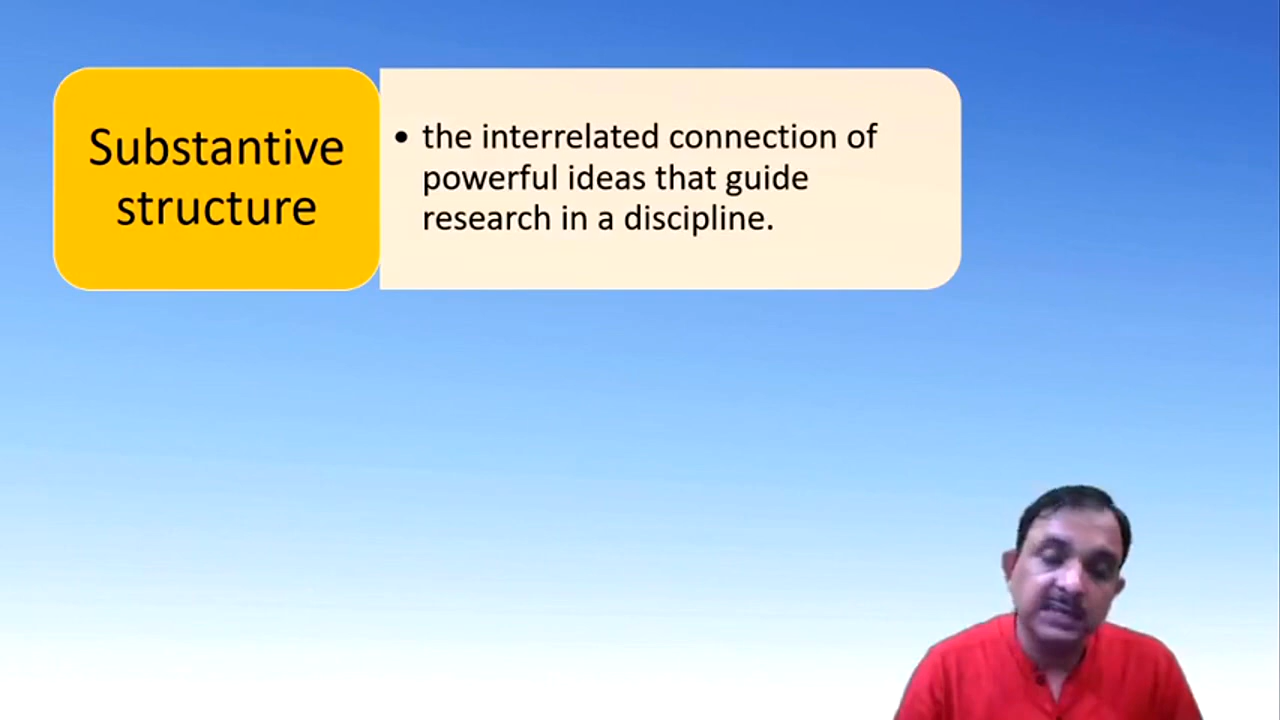 Substantive
structure
• the interrelated connection of
powerful ideas that guide
research in a discipline.